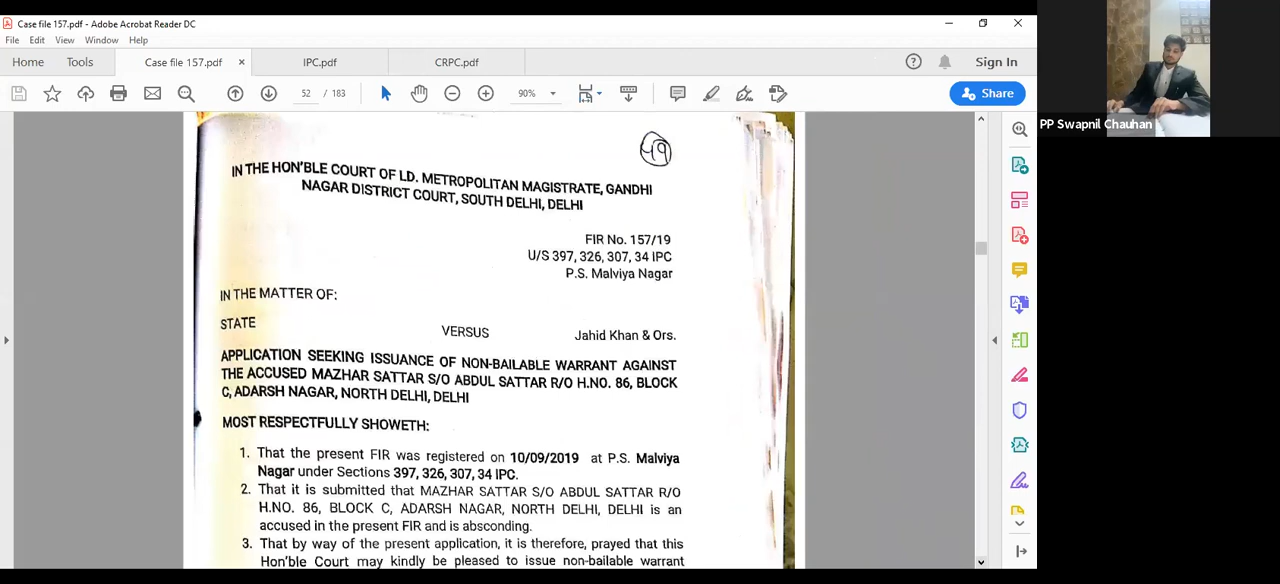 Case file 157.pdf - Adobe Acrobat Reader DC
File Edit View Window Help
Home Tools Case file 157.pdf × IPC.pdf CRPC.pdf Sign In
52 / 183 90% Share
PP Swapnil Chauhan
49
IN THE HON'BLE COURT OF LD. METROPOLITAN MAGISTRATE, GANDHI
NAGAR DISTRICT COURT, SOUTH DELHI, DELHI
FIR No. 157/19
U/S 397, 326, 307, 34 IPC
P.S. Malviya Nagar
IN THE MATTER OF:
STATE VERSUS Jahid Khan & Ors.
APPLICATION SEEKING ISSUANCE OF NON-BAILABLE WARRANT AGAINST
THE ACCUSED MAZHAR SATTAR S/O ABDUL SATTAR R/O H.NO. 86, BLOCK
C, ADARSH NAGAR, NORTH DELHI, DELHI
MOST RESPECTFULLY SHOWETH:
1. That the present FIR was registered on 10/09/2019 at P.S. Malviya
Nagar under Sections 397, 326, 307, 34 IPC.
2. That it is submitted that MAZHAR SATTAR S/O ABDUL SATTAR R/O
H.NO. 86, BLOCK C, ADARSH NAGAR, NORTH DELHI, DELHI is an
accused in the present FIR and is absconding.
3. That by way of the present application, it is therefore, prayed that this
Hon'ble Court may kindly be pleased to issue non-bailable warrant